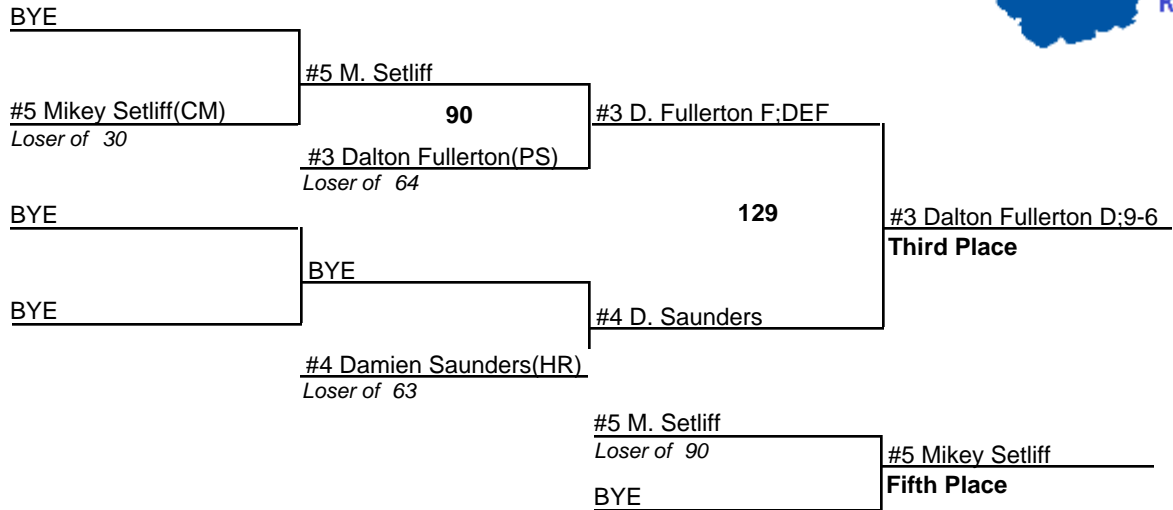 BYE
R
#5 M. Setliff
#5 Mikey Setliff(CM)
Loser of 30
90
#3 D. Fullerton F;DEF
#3 Dalton Fullerton(PS)
Loser of 64
BYE
129
#3 Dalton Fullerton D;9-6
Third Place
BYE
BYE
#4 D. Saunders
#4 Damien Saunders(HR)
Loser of 63
#5 M. Setliff
Loser of 90
#5 Mikey Setliff
Fifth Place
BYE